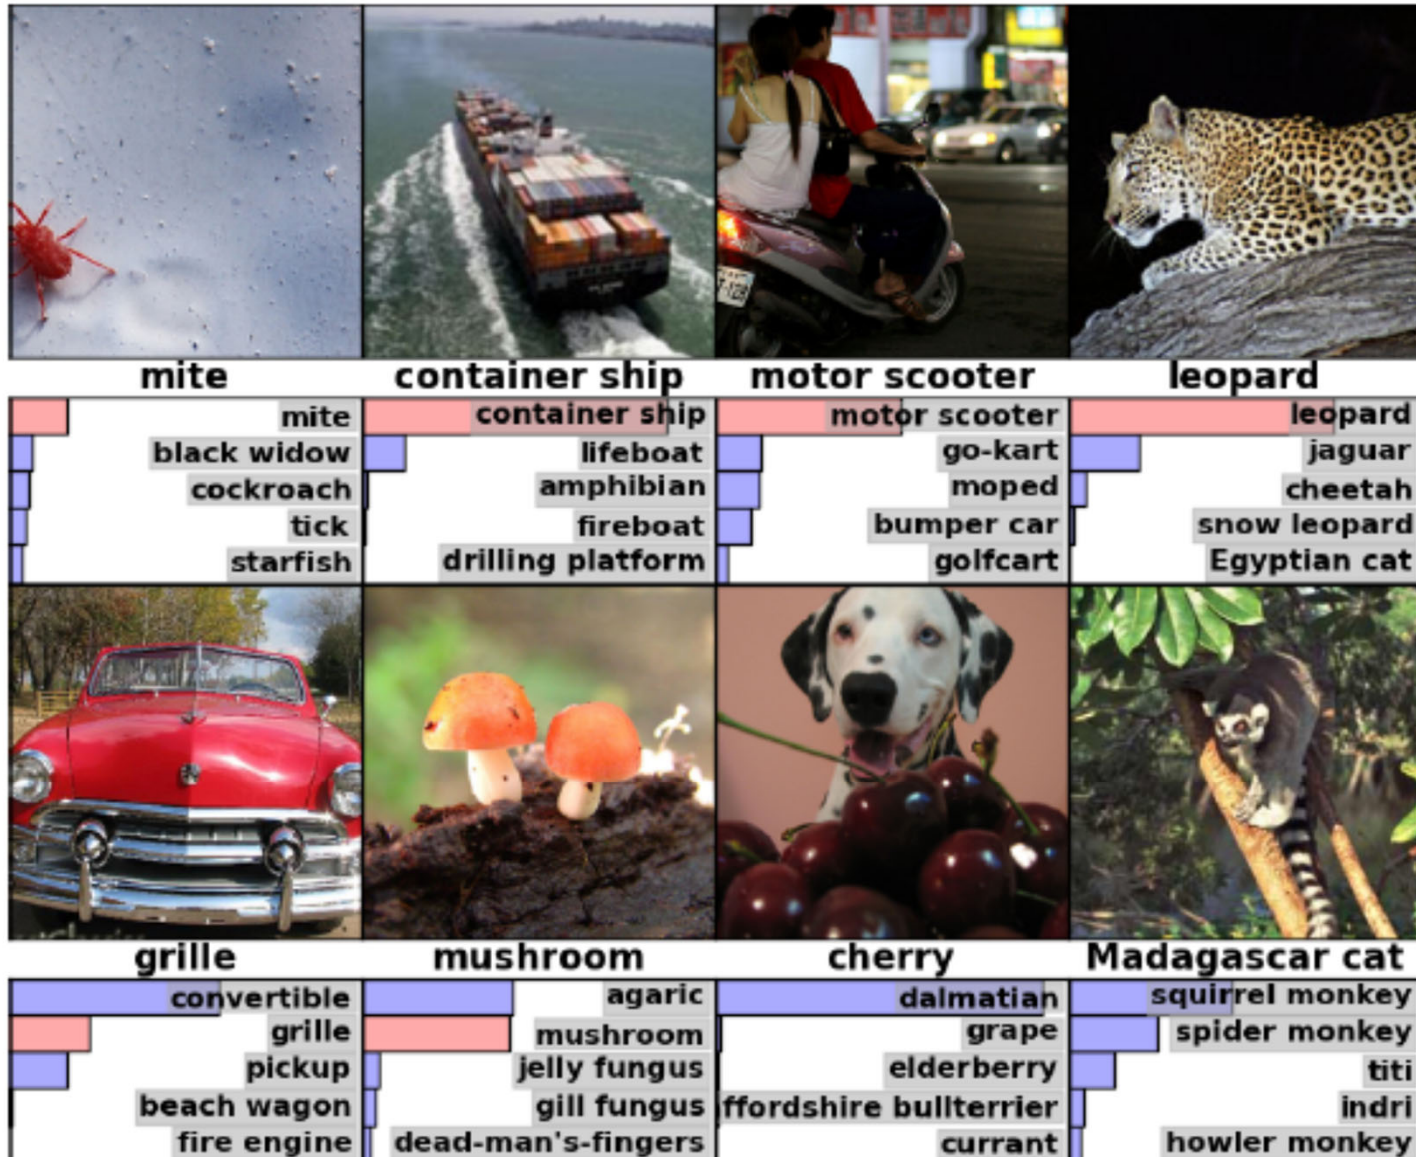 mite
container ship
motor scooter
leopard
mite
black widow
cockroach
tick
starfish
container ship
lifeboat
amphibian
fireboat
drilling platform
motor scooter
go-kart
moped
bumper car
golfcart
leopard
jaguar
cheetah
snow leopard
Egyptian cat
grille
mushroom
cherry
Madagascar cat
convertible
grille
pickup
beach wagon
fire engine
agaric
mushroom
jelly fungus
gill fungus
dead-man's-fingers
dalmatian
grape
elderberry
ffordshire bullterrier
currant
squirrel monkey
spider monkey
titi
indri
howler monkey